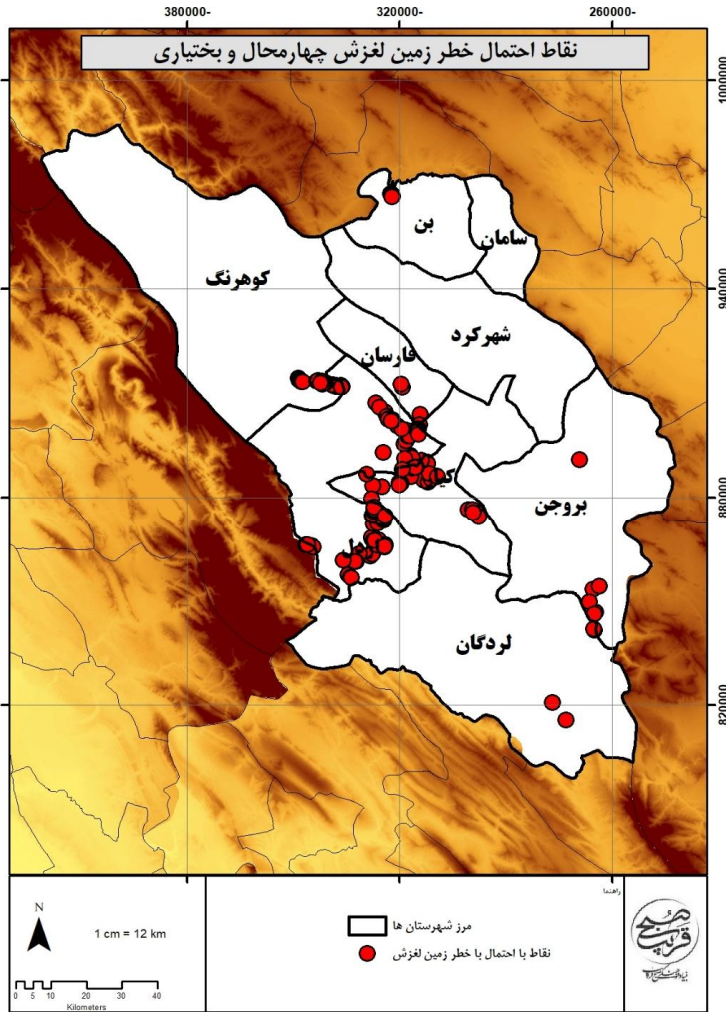 -380000
-320000
-260000
نقاط احتمال خطر زمین لغزش چهارمحال و بختیاری
1000000
940000
880000
820000
بن
سامان
کوهرنگ
شهرکرد
فارسان
بروجن
لردگان
N
1 cm = 12 km
0 5 10 20 30 40
Kilometers
راهنما
مرز شهرستان ها
نقاط با احتمال با خطر زمین لغزش
صبح
قریب